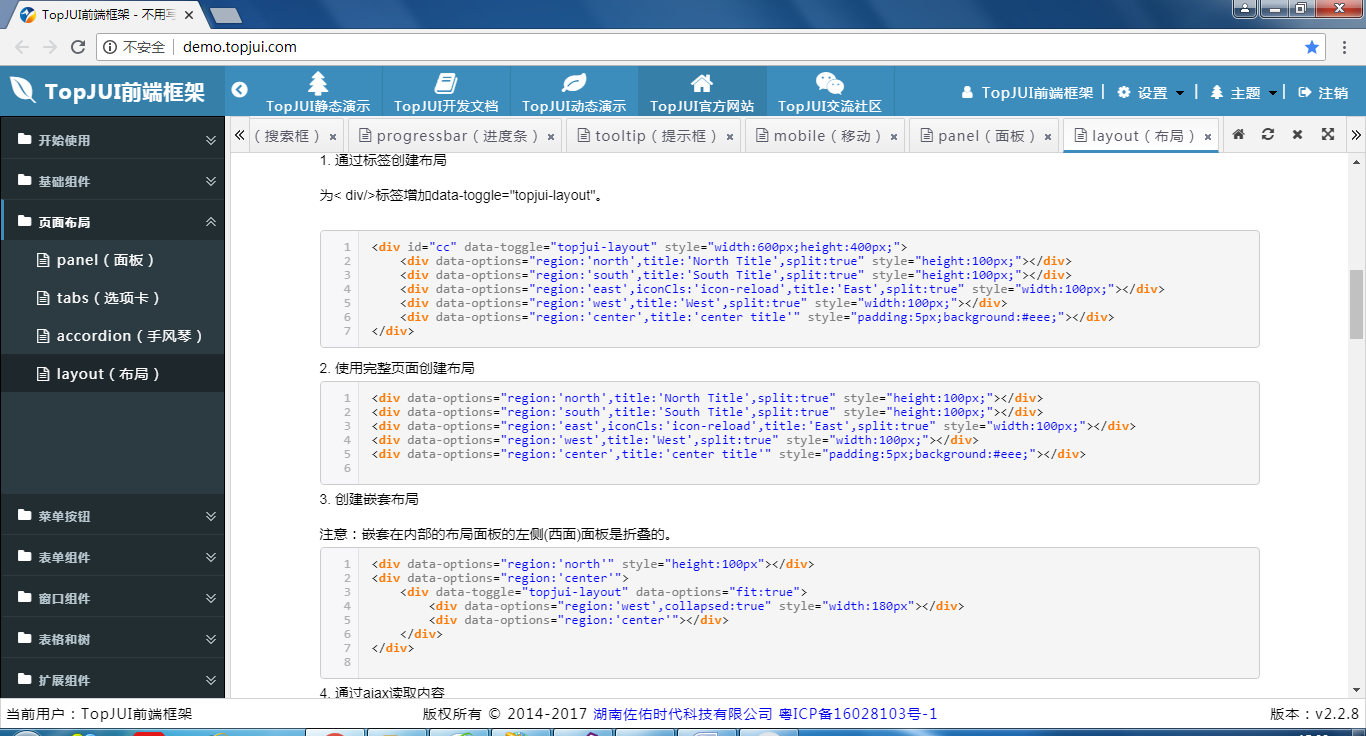 TopJUI前端框架 - 不用写
不安全 demo.topjui.com
TopJUI前端框架
TopJUI静态演示 TopJUI开发文档 TopJUI动态演示 TopJUI官方网站 TopJUI交流社区
TopJUI前端框架 | 设置 | 主题 | 注销
« (搜索框) × progressbar(进度条) × tooltip(提示框) × mobile(移动) × panel(面板) × layout(布局) × »
开始使用
基础组件
页面布局
panel(面板)
tabs(选项卡)
accordion(手风琴)
layout(布局)
菜单按钮
表单组件
窗口组件
表格和树
扩展组件
1. 通过标签创建布局
为< div/>标签增加data-toggle="topjui-layout"。
1 <div id="cc" data-toggle="topjui-layout" style="width:600px;height:400px;">
2 <div data-options="region:'north',title:'North Title',split:true" style="height:100px;"></div>
3 <div data-options="region:'south',title:'South Title',split:true" style="height:100px;"></div>
4 <div data-options="region:'east',iconCls:'icon-reload',title:'East',split:true" style="width:100px;"></div>
5 <div data-options="region:'west',title:'West',split:true" style="width:100px;"></div>
6 <div data-options="region:'center',title:'center title'" style="padding:5px;background:#eee;"></div>
7 </div>
2. 使用完整页面创建布局
1 <div data-options="region:'north',title:'North Title',split:true" style="height:100px;"></div>
2 <div data-options="region:'south',title:'South Title',split:true" style="height:100px;"></div>
3 <div data-options="region:'east',iconCls:'icon-reload',title:'East',split:true" style="width:100px;"></div>
4 <div data-options="region:'west',title:'West',split:true" style="width:100px;"></div>
5 <div data-options="region:'center',title:'center title'" style="padding:5px;background:#eee;"></div>
6
3. 创建嵌套布局
注意：嵌套在内部的布局面板的左侧(西面)面板是折叠的。
1 <div data-options="region:'north'" style="height:100px"></div>
2 <div data-options="region:'center'">
3 <div data-toggle="topjui-layout" data-options="fit:true">
4 <div data-options="region:'west',collapsed:true" style="width:180px"></div>
5 <div data-options="region:'center'"></div>
6 </div>
7 </div>
8
4. 通过ajax读取内容
当前用户：TopJUI前端框架
版权所有 © 2014-2017 湖南佐佑时代科技有限公司 粤ICP备16028103号-1
版本：v2.2.8